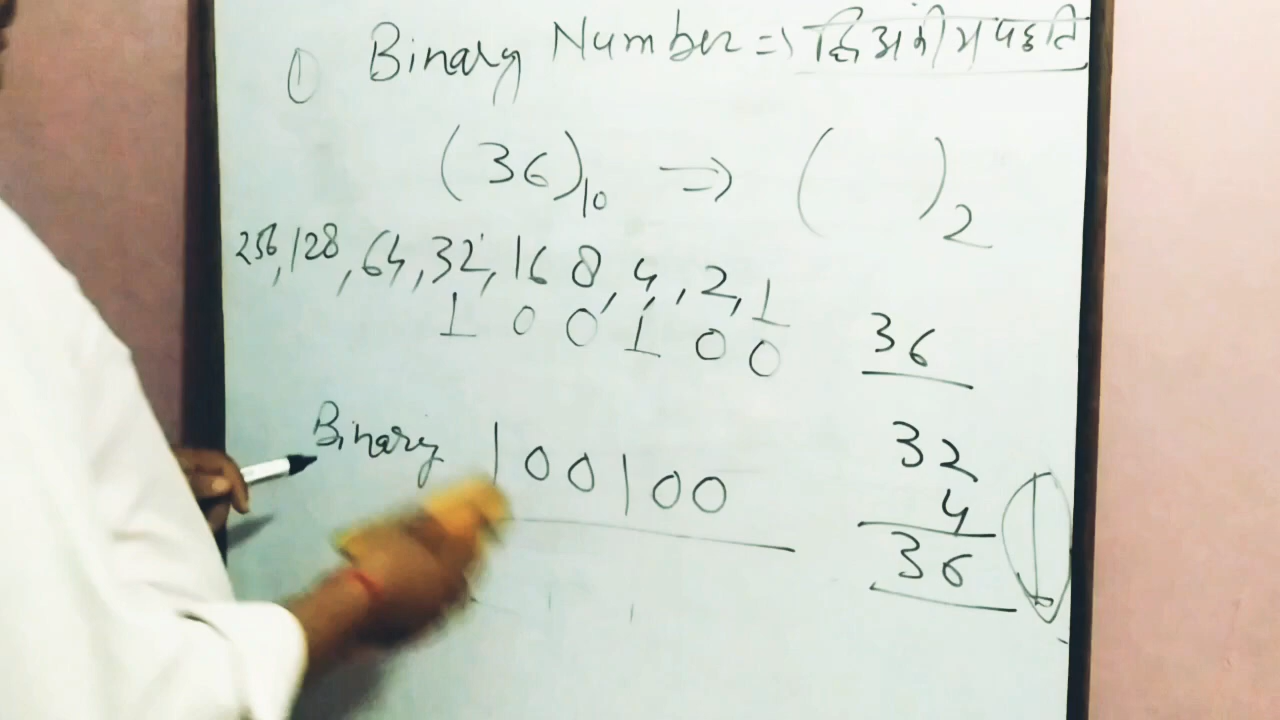 ① Binary Number => द्विअंगीय पद्धति
(36)10 => ( )2
256, 128, 64, 32, 16 8, 4, 2, 1
1 0 0 1 0 0
36
Binary 100100
32
4
36